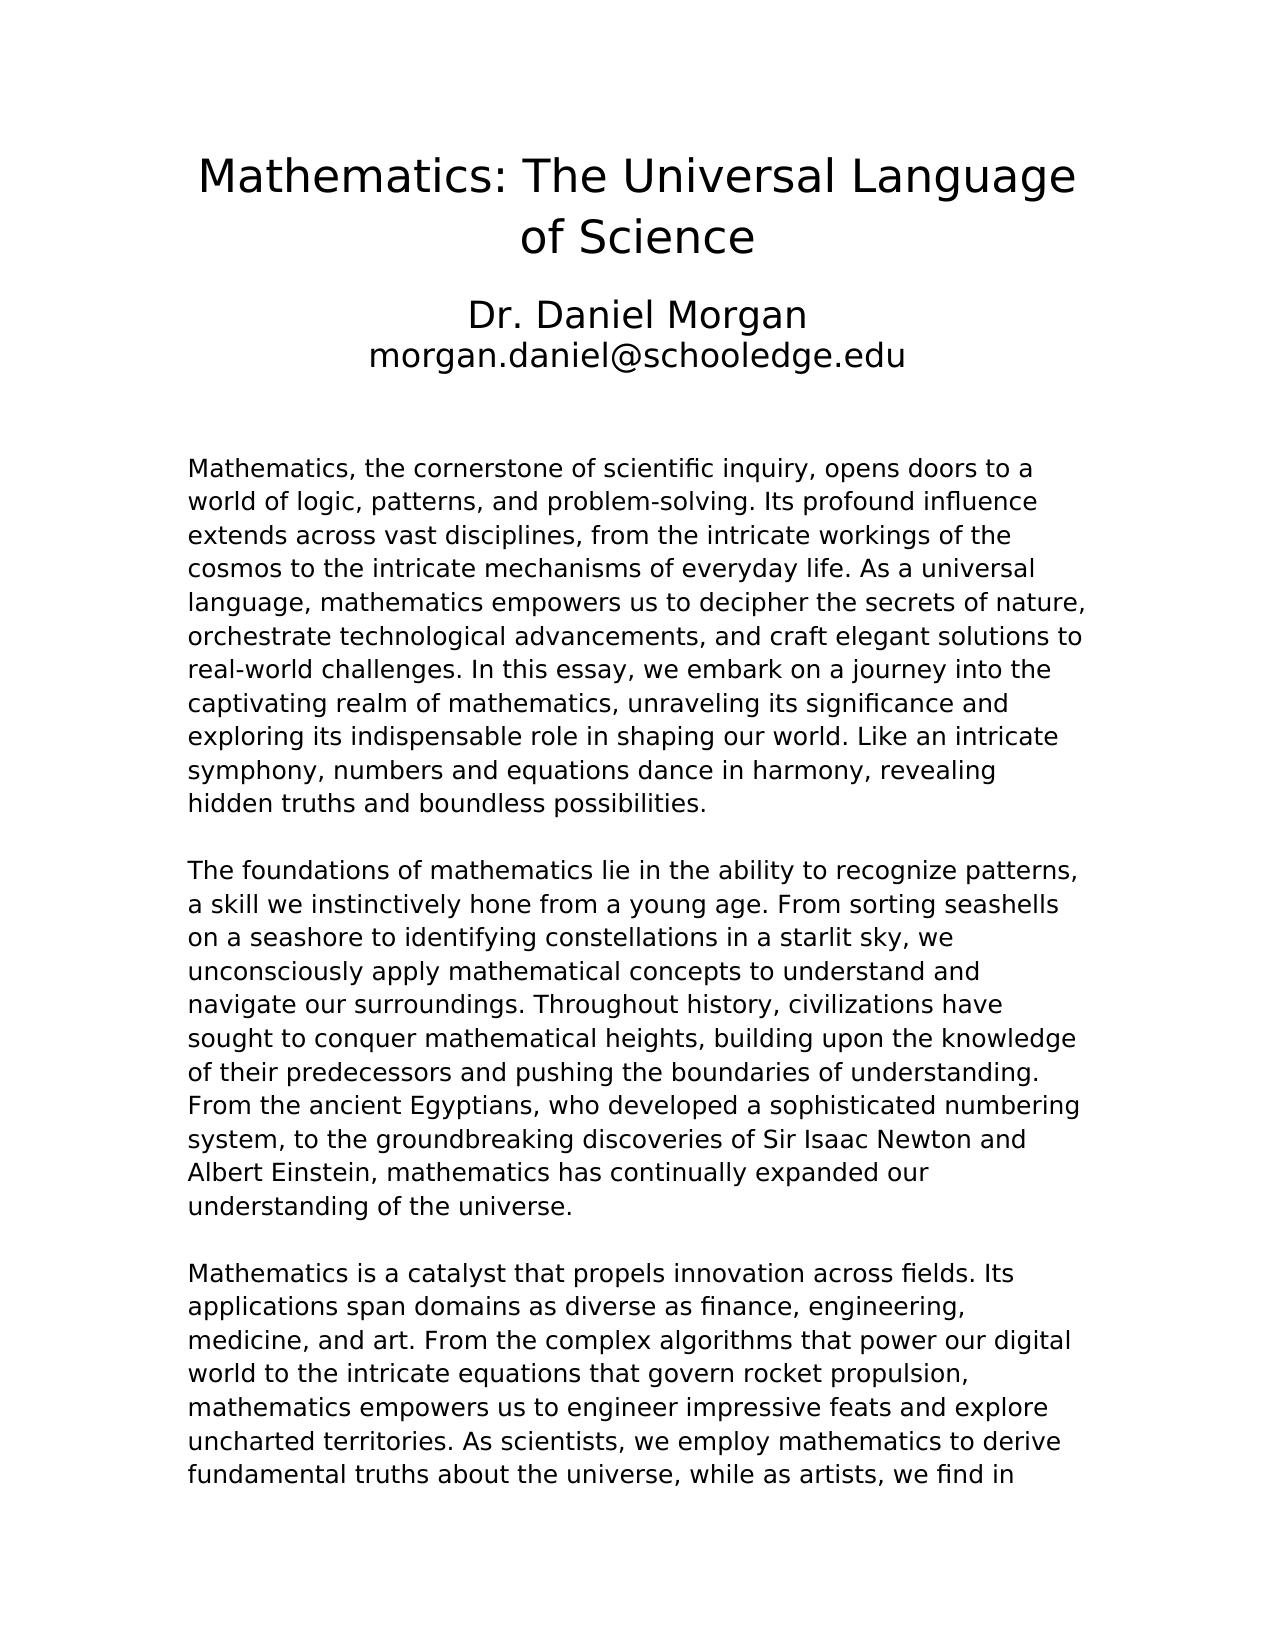 Mathematics: The Universal Language
of Science
Dr. Daniel Morgan
morgan.daniel@schooledge.edu
Mathematics, the cornerstone of scientific inquiry, opens doors to a
world of logic, patterns, and problem-solving. Its profound influence
extends across vast disciplines, from the intricate workings of the
cosmos to the intricate mechanisms of everyday life. As a universal
language, mathematics empowers us to decipher the secrets of nature,
orchestrate technological advancements, and craft elegant solutions to
real-world challenges. In this essay, we embark on a journey into the
captivating realm of mathematics, unraveling its significance and
exploring its indispensable role in shaping our world. Like an intricate
symphony, numbers and equations dance in harmony, revealing
hidden truths and boundless possibilities.
The foundations of mathematics lie in the ability to recognize patterns,
a skill we instinctively hone from a young age. From sorting seashells
on a seashore to identifying constellations in a starlit sky, we
unconsciously apply mathematical concepts to understand and
navigate our surroundings. Throughout history, civilizations have
sought to conquer mathematical heights, building upon the knowledge
of their predecessors and pushing the boundaries of understanding.
From the ancient Egyptians, who developed a sophisticated numbering
system, to the groundbreaking discoveries of Sir Isaac Newton and
Albert Einstein, mathematics has continually expanded our
understanding of the universe.
Mathematics is a catalyst that propels innovation across fields. Its
applications span domains as diverse as finance, engineering,
medicine, and art. From the complex algorithms that power our digital
world to the intricate equations that govern rocket propulsion,
mathematics empowers us to engineer impressive feats and explore
uncharted territories. As scientists, we employ mathematics to derive
fundamental truths about the universe, while as artists, we find in